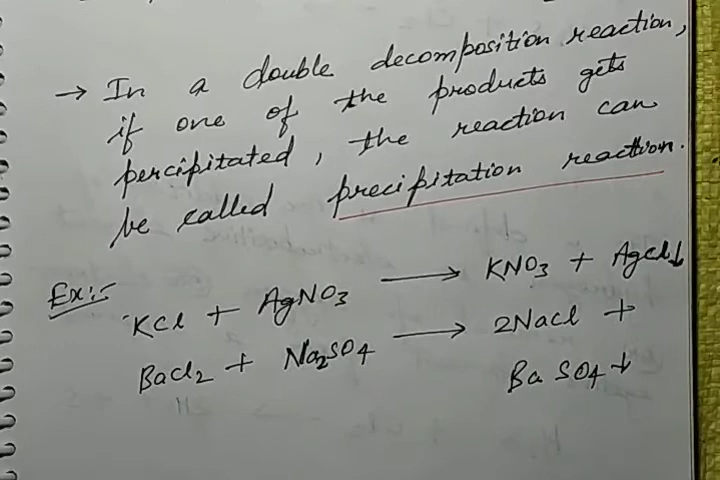 → In a double decomposition reaction,
if one of the products gets
percipitated, the reaction can
be called precipitation reaction.
Ex:-
KCl + AgNO3 → KNO3 + AgCl↓
BaCl2 + Na2SO4 → 2NaCl +
BaSO4↓